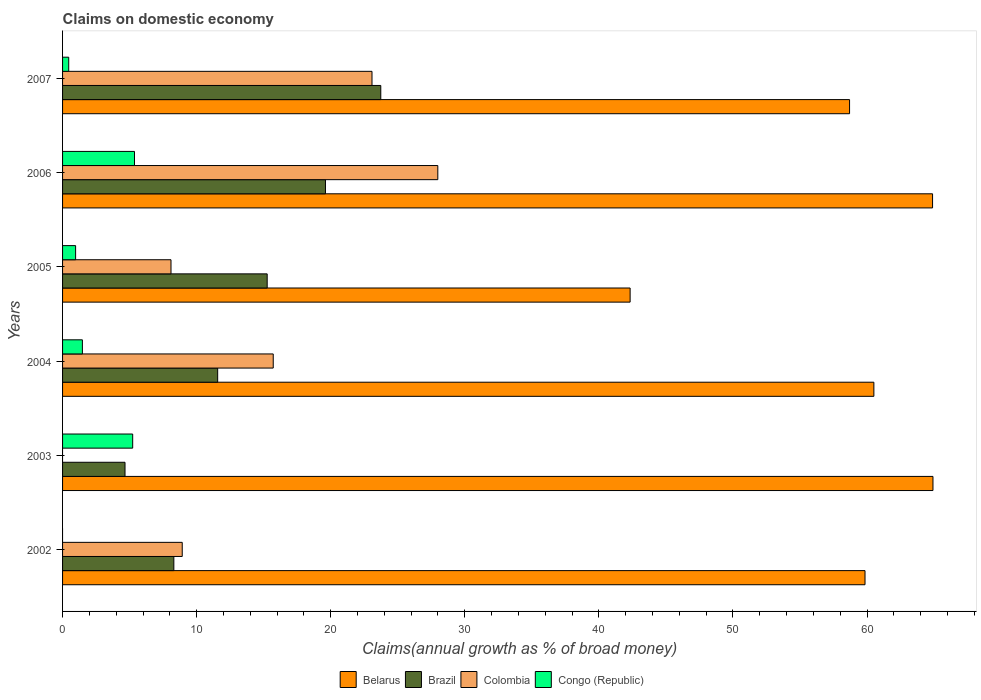 Claims on domestic economy
2007
2006
2005
2004
2003
2002
Years
0
10
20
30
40
50
60
Claims(annual growth as % of broad money)
Belarus
Brazil
Colombia
Congo (Republic)